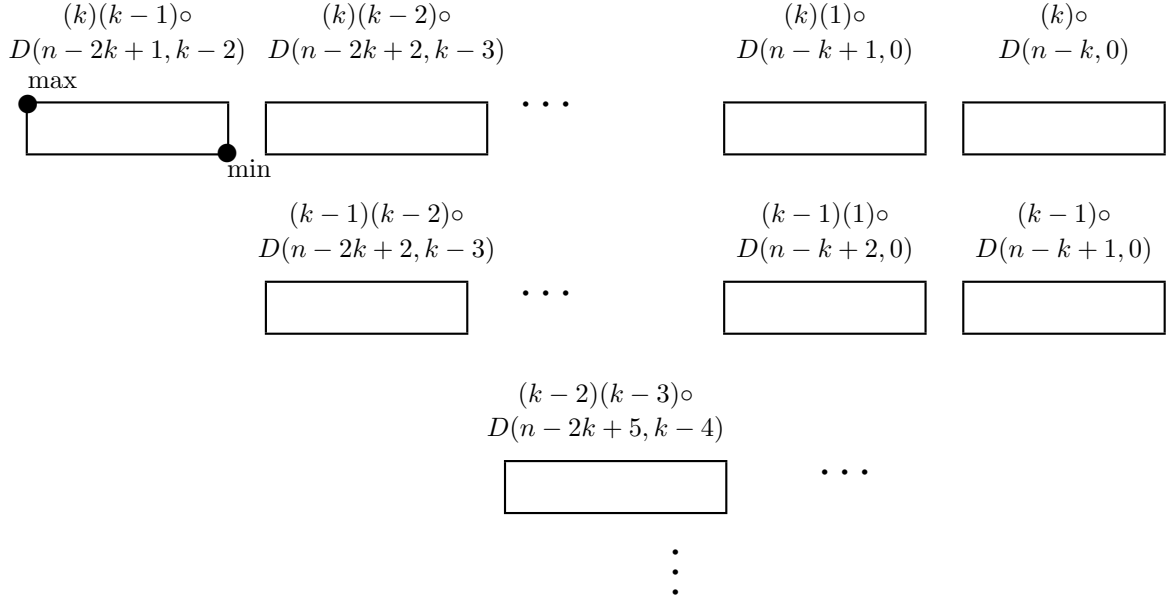 (k)(k − 1)∘
D(n − 2k + 1, k − 2)
(k)(k − 2)∘
D(n − 2k + 2, k − 3)
(k)(1)∘
D(n − k + 1, 0)
(k)∘
D(n − k, 0)
max
min
. . .
(k − 1)(k − 2)∘
D(n − 2k + 2, k − 3)
(k − 1)(1)∘
D(n − k + 2, 0)
(k − 1)∘
D(n − k + 1, 0)
. . .
(k − 2)(k − 3)∘
D(n − 2k + 5, k − 4)
. . .